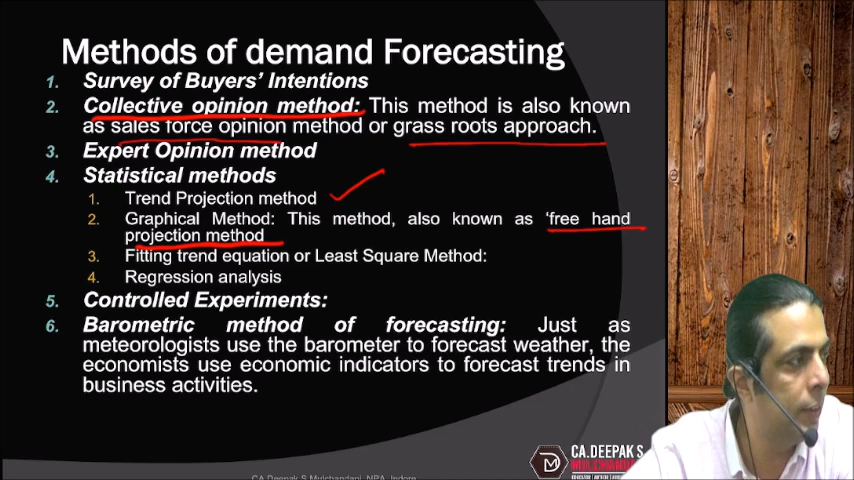 Methods of demand Forecasting
1. Survey of Buyers' Intentions
2. Collective opinion method: This method is also known
as sales force opinion method or grass roots approach.
3. Expert Opinion method
4. Statistical methods
1. Trend Projection method
2. Graphical Method: This method, also known as 'free hand
projection method
3. Fitting trend equation or Least Square Method:
4. Regression analysis
5. Controlled Experiments:
6. Barometric method of forecasting: Just as
meteorologists use the barometer to forecast weather, the
economists use economic indicators to forecast trends in
business activities.
CA.DEEPAK S